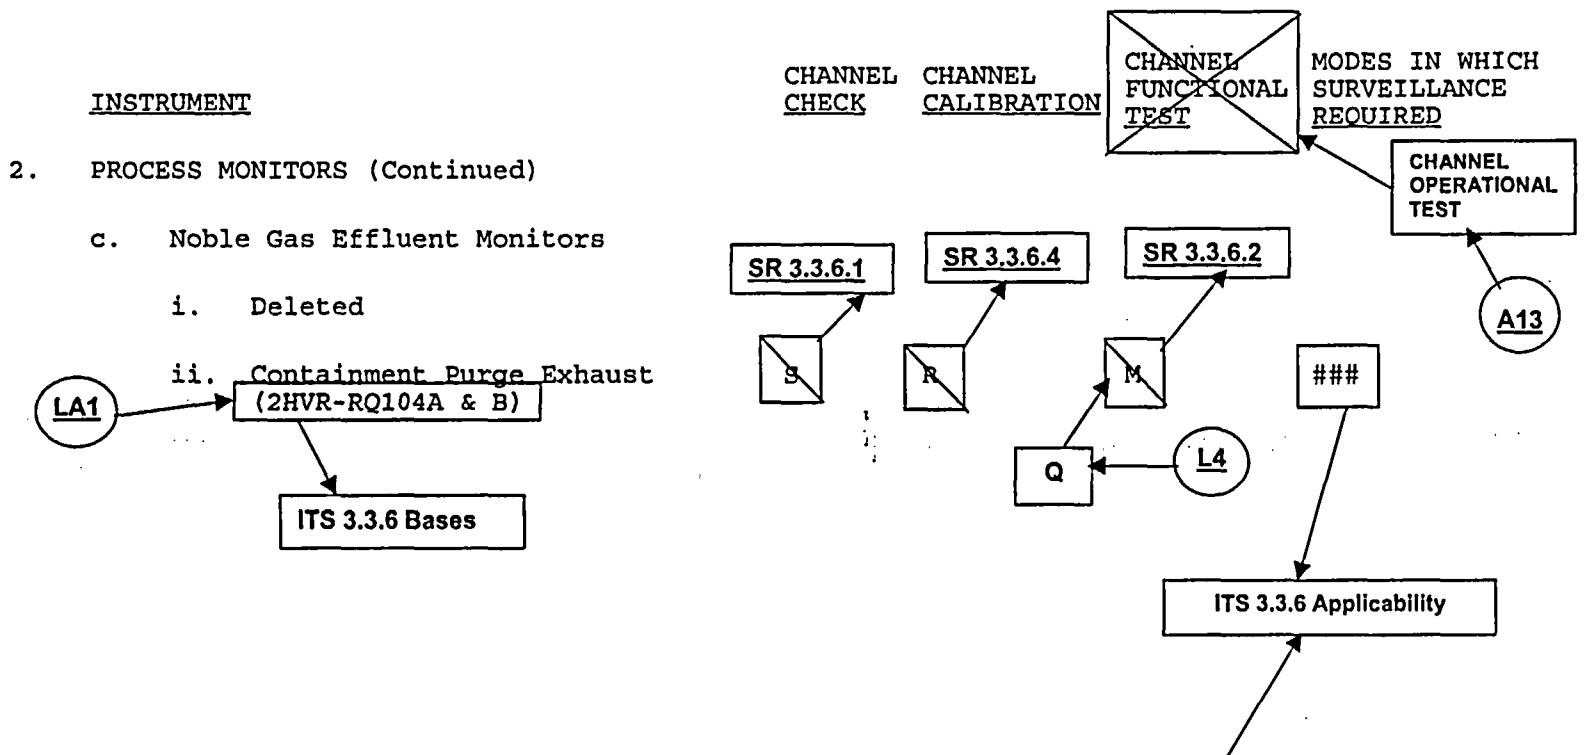 INSTRUMENT
CHANNEL CHECK
CHANNEL CALIBRATION
CHANNEL FUNCTIONAL TEST
MODES IN WHICH SURVEILLANCE REQUIRED
CHANNEL OPERATIONAL TEST
A13
2. PROCESS MONITORS (Continued)
c. Noble Gas Effluent Monitors
SR 3.3.6.1
SR 3.3.6.4
SR 3.3.6.2
i. Deleted
ii. Containment Purge Exhaust
(2HVR-RQ104A & B)
S
R
M
###
LA1
Q
L4
ITS 3.3.6 Bases
ITS 3.3.6 Applicability